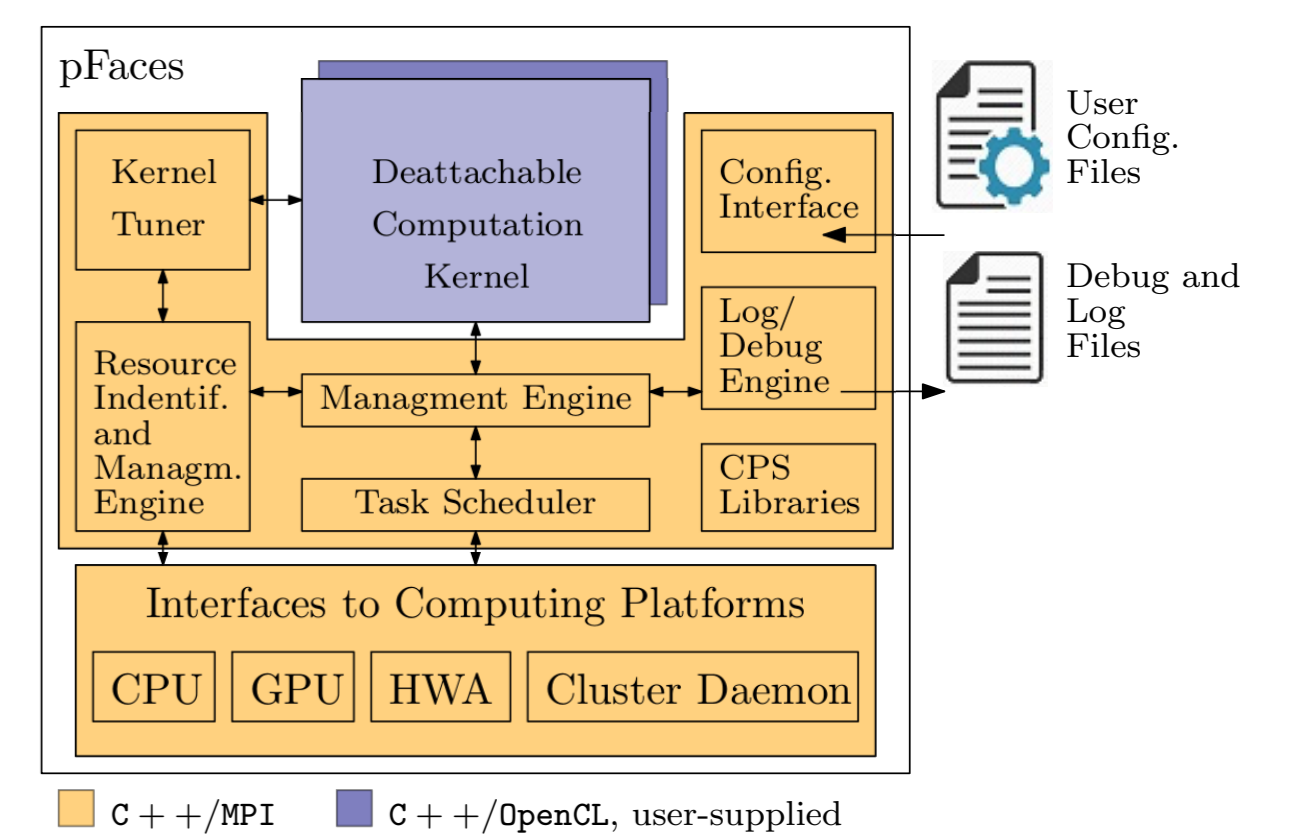 pFaces
Kernel
Tuner
Deattachable
Computation
Kernel
Config.
Interface
User
Config.
Files
Resource
Indentif.
and
Managm.
Engine
Managment Engine
Log/
Debug
Engine
Debug and
Log
Files
Task Scheduler
CPS
Libraries
Interfaces to Computing Platforms
CPU
GPU
HWA
Cluster Daemon
C++/MPI
C++/OpenCL, user-supplied